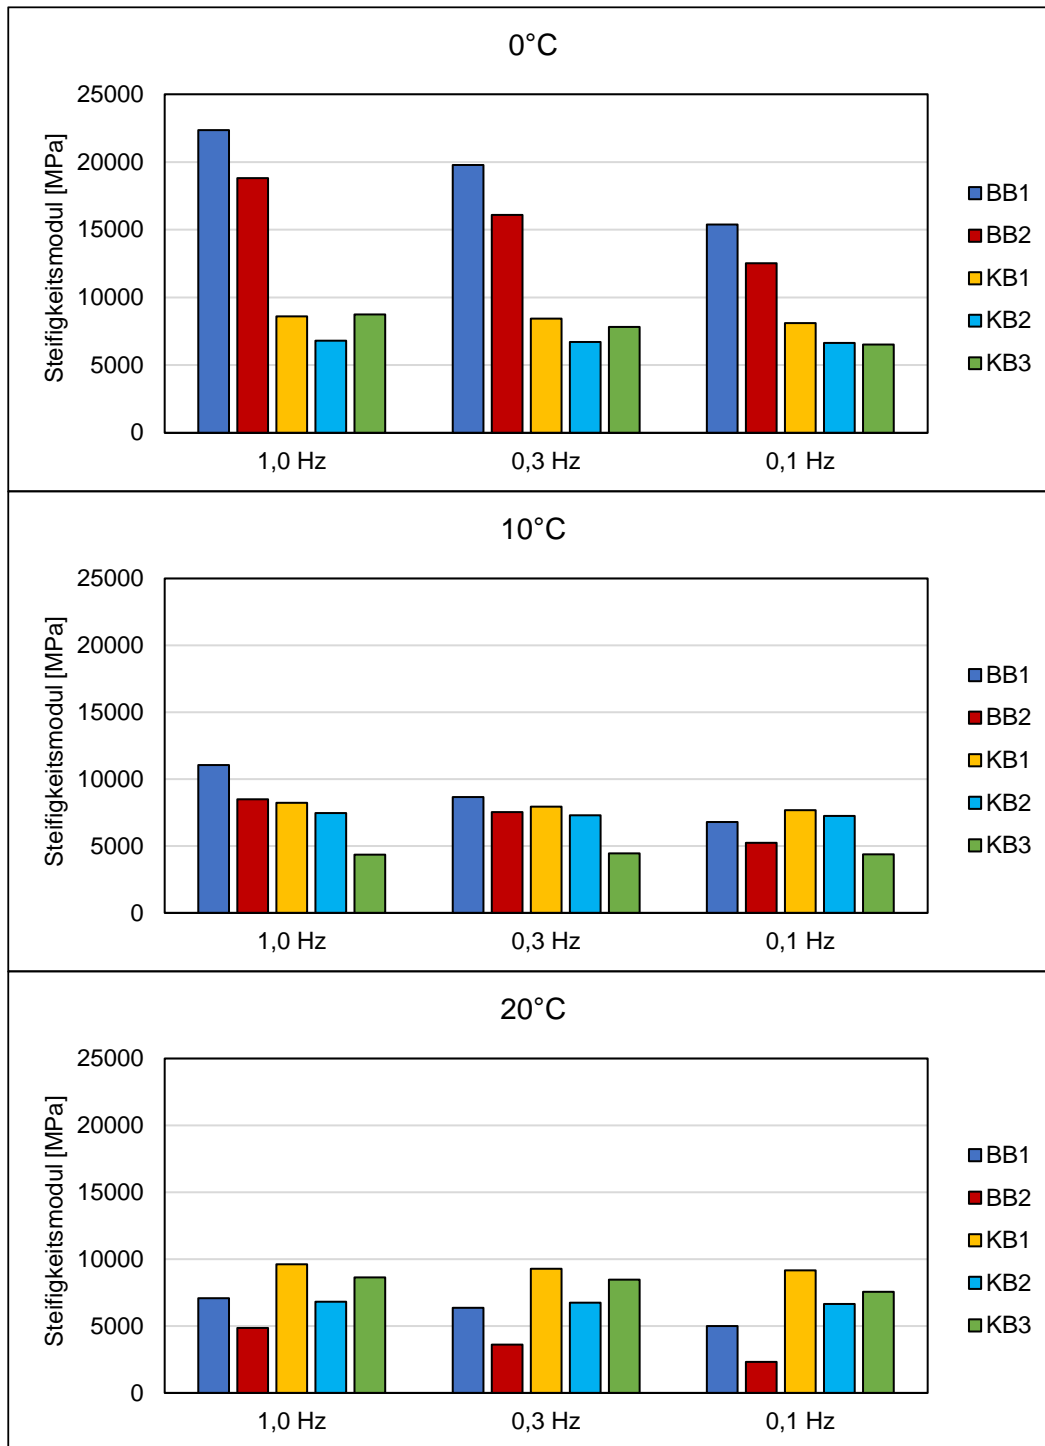 0°C
Steifigkeitsmodul [MPa]
25000
20000
15000
10000
5000
0
1,0 Hz
0,3 Hz
0,1 Hz
BB1
BB2
KB1
KB2
KB3
10°C
Steifigkeitsmodul [MPa]
25000
20000
15000
10000
5000
0
1,0 Hz
0,3 Hz
0,1 Hz
BB1
BB2
KB1
KB2
KB3
20°C
Steifigkeitsmodul [MPa]
25000
20000
15000
10000
5000
0
1,0 Hz
0,3 Hz
0,1 Hz
BB1
BB2
KB1
KB2
KB3